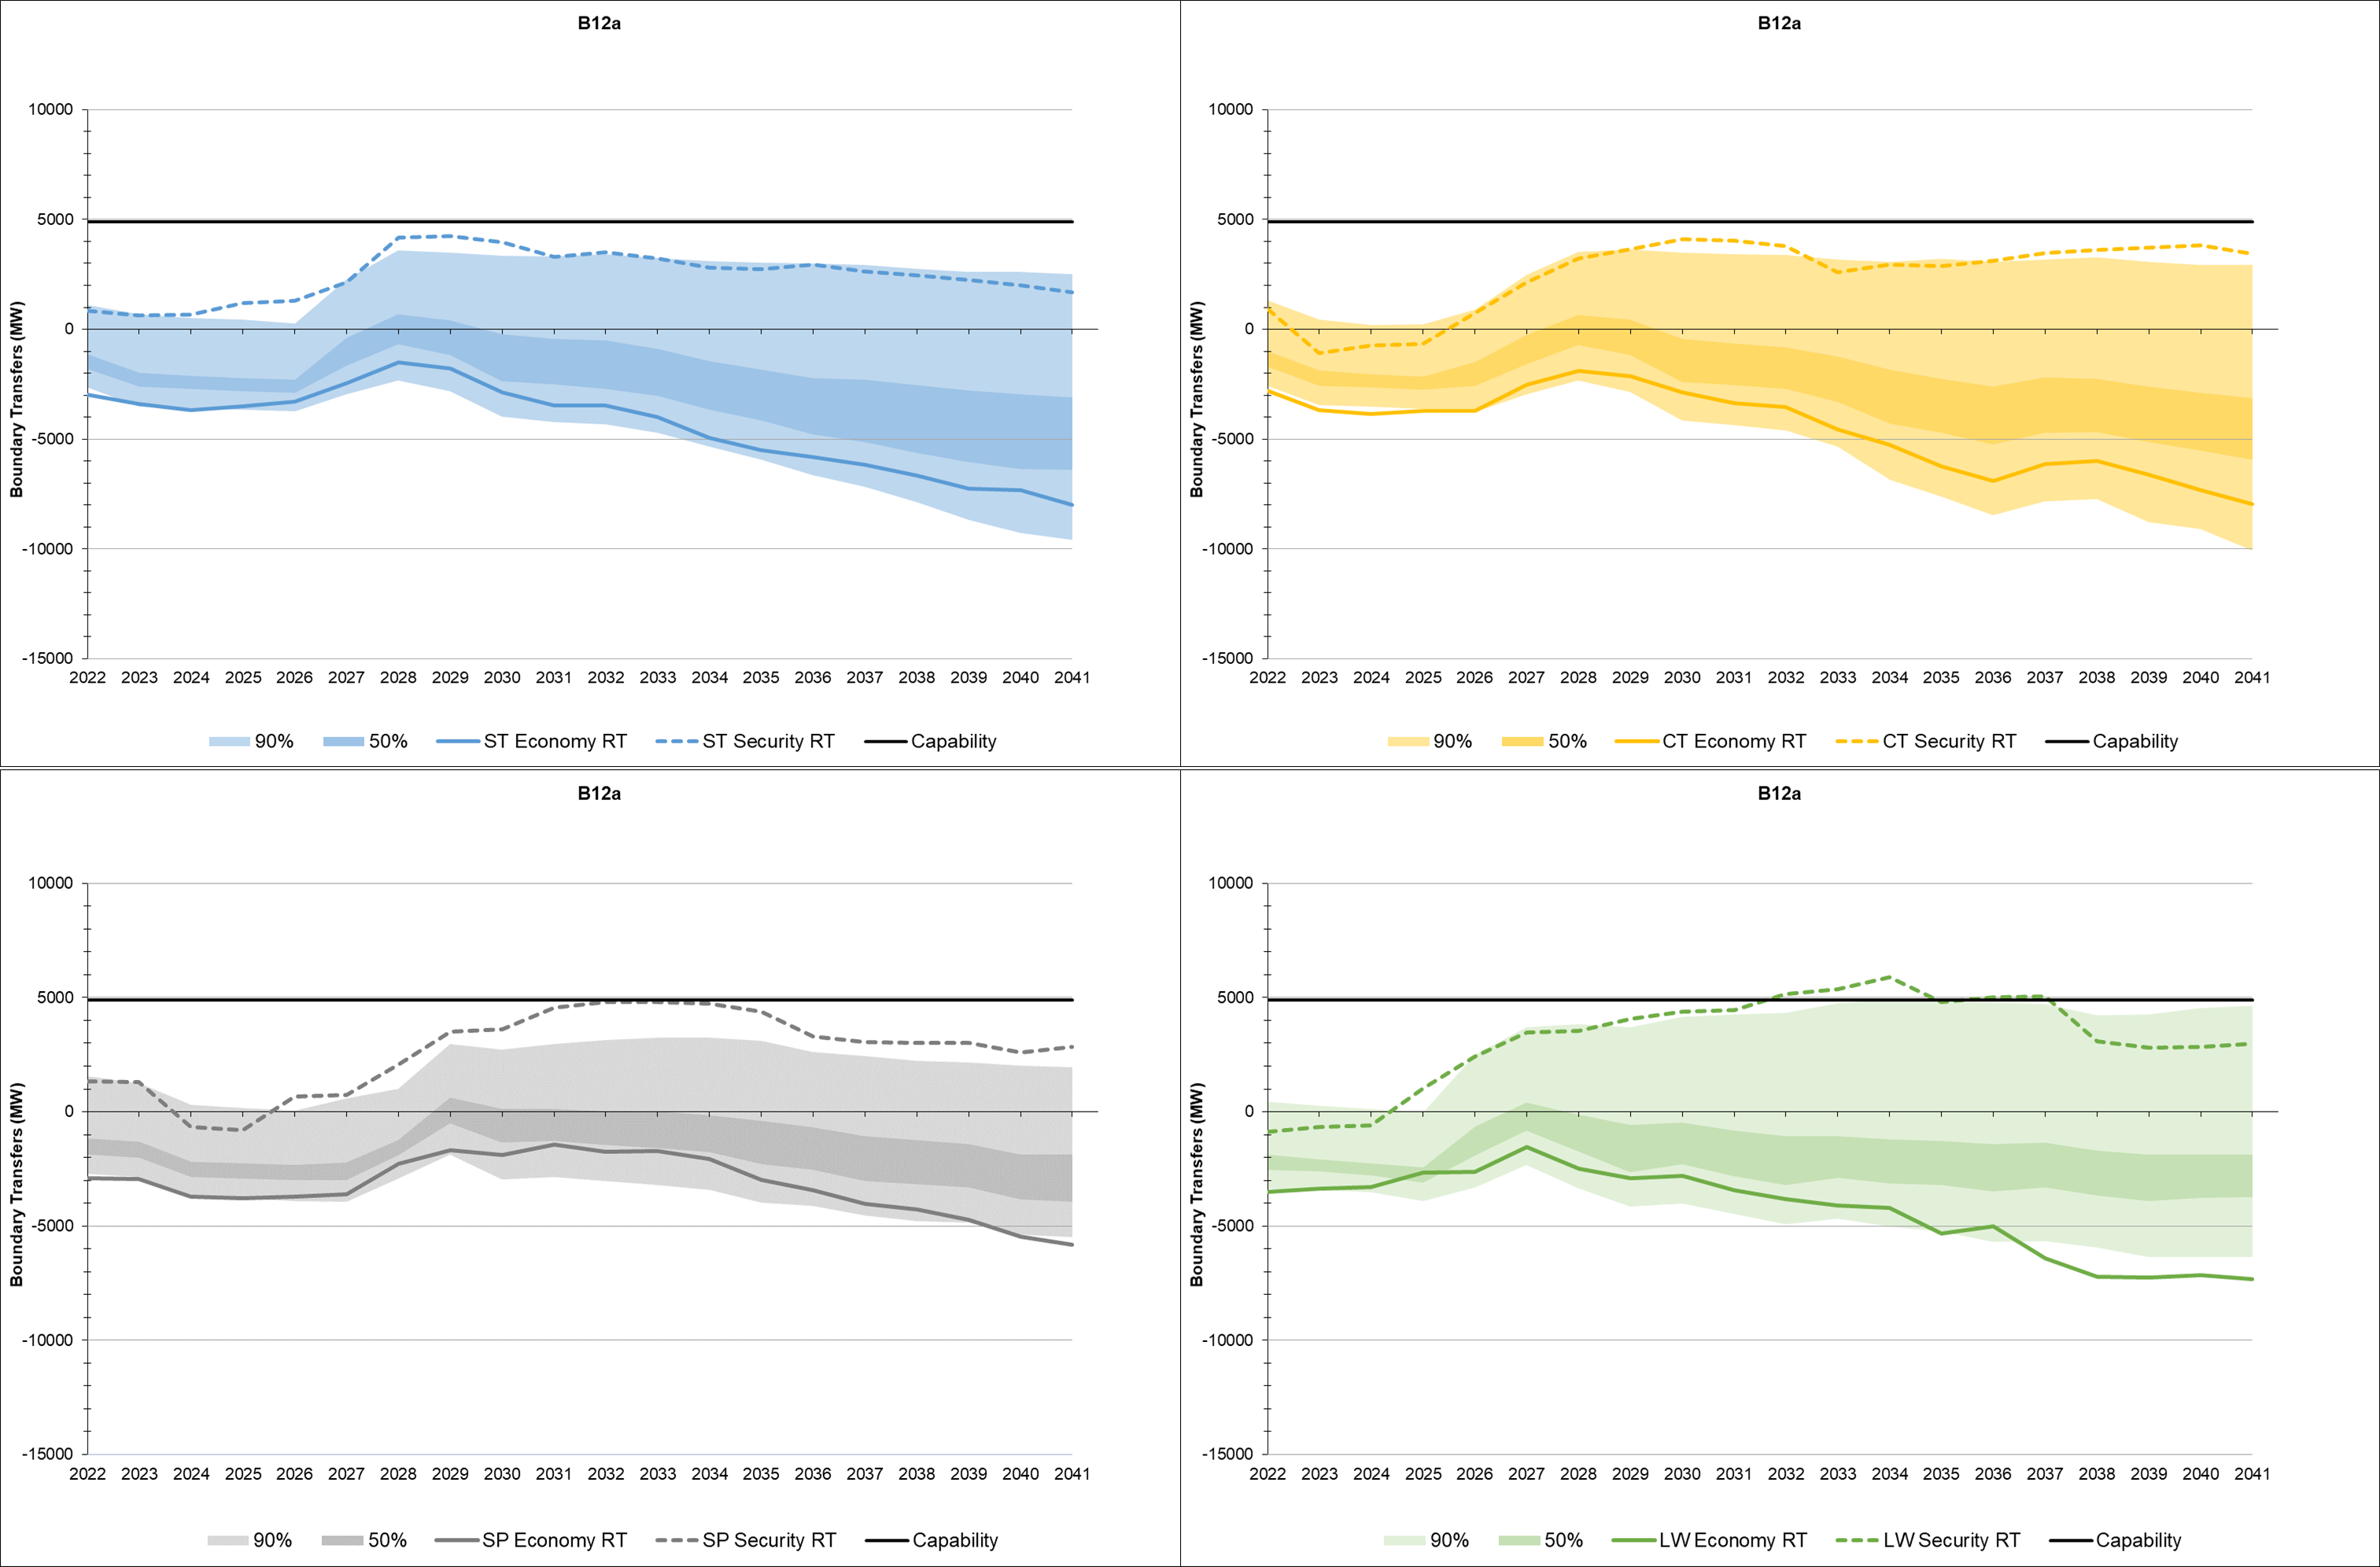 B12a
Boundary Transfers (MW)
10000
5000
0
-5000
-10000
-15000
2022 2023 2024 2025 2026 2027 2028 2029 2030 2031 2032 2033 2034 2035 2036 2037 2038 2039 2040 2041
90% 50% ST Economy RT ST Security RT Capability
B12a
Boundary Transfers (MW)
10000
5000
0
-5000
-10000
-15000
2022 2023 2024 2025 2026 2027 2028 2029 2030 2031 2032 2033 2034 2035 2036 2037 2038 2039 2040 2041
90% 50% CT Economy RT CT Security RT Capability
B12a
Boundary Transfers (MW)
10000
5000
0
-5000
-10000
-15000
2022 2023 2024 2025 2026 2027 2028 2029 2030 2031 2032 2033 2034 2035 2036 2037 2038 2039 2040 2041
90% 50% SP Economy RT SP Security RT Capability
B12a
Boundary Transfers (MW)
10000
5000
0
-5000
-10000
-15000
2022 2023 2024 2025 2026 2027 2028 2029 2030 2031 2032 2033 2034 2035 2036 2037 2038 2039 2040 2041
90% 50% LW Economy RT LW Security RT Capability